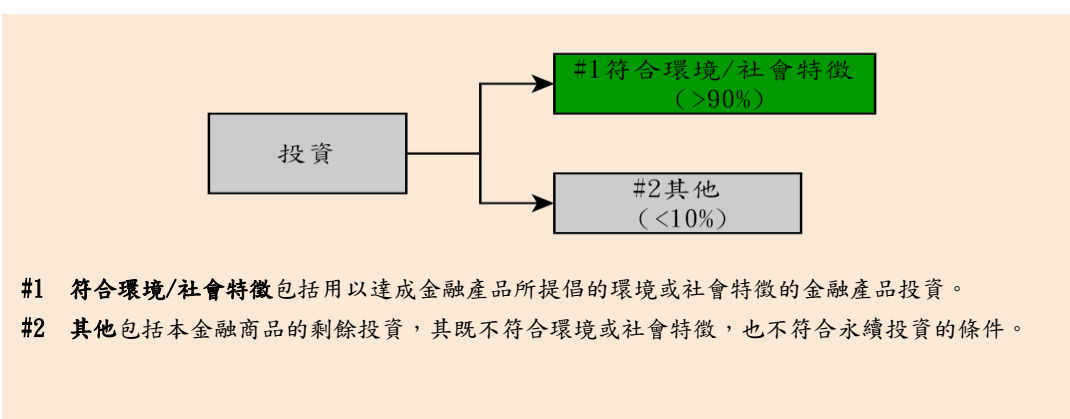 #1符合環境/社會特徵
(>90%)
投資
#2其他
(<10%)
#1 符合環境/社會特徵包括用以達成金融產品所提倡的環境或社會特徵的金融產品投資。
#2 其他包括本金融商品的剩餘投資，其既不符合環境或社會特徵，也不符合永續投資的條件。